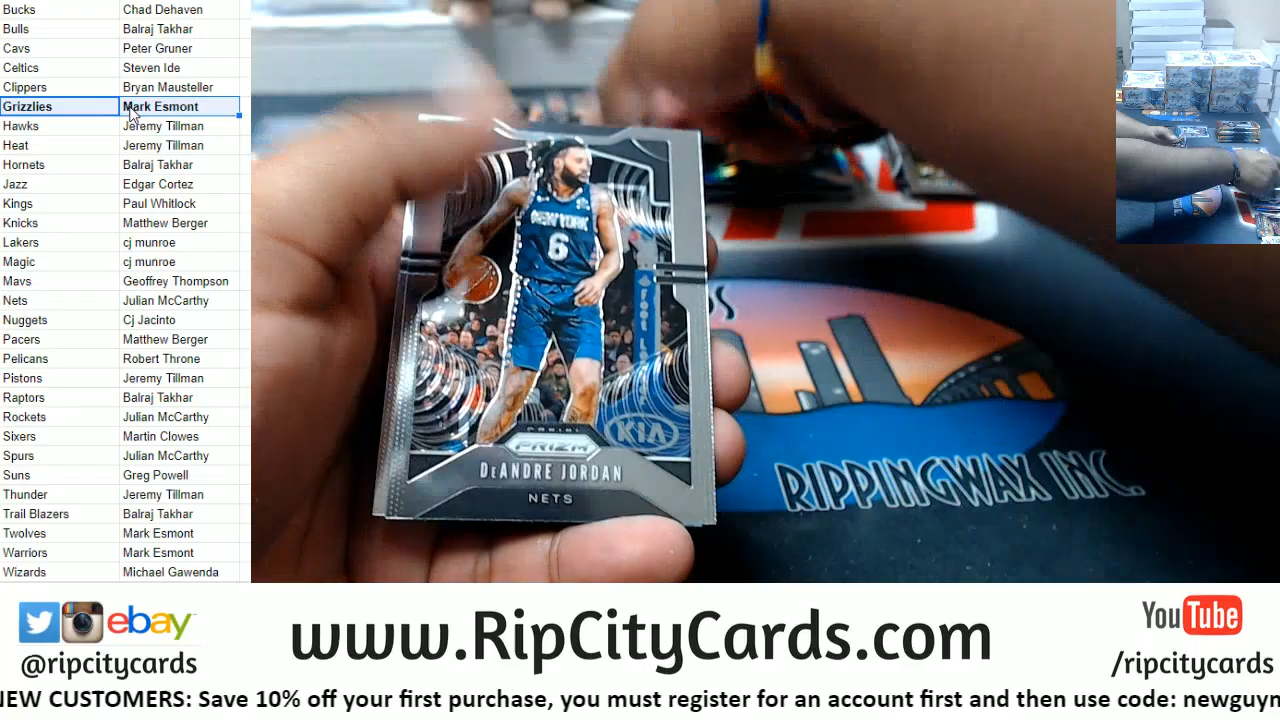 Bucks Chad Dehaven
Bulls Balraj Takhar
Cavs Peter Gruner
Celtics Steven Ide
Clippers Bryan Mausteller
Grizzlies Mark Esmont
Hawks Jeremy Tillman
Heat Jeremy Tillman
Hornets Balraj Takhar
Jazz Edgar Cortez
Kings Paul Whitlock
Knicks Matthew Berger
Lakers cj munroe
Magic cj munroe
Mavs Geoffrey Thompson
Nets Julian McCarthy
Nuggets Cj Jacinto
Pacers Matthew Berger
Pelicans Robert Throne
Pistons Jeremy Tillman
Raptors Balraj Takhar
Rockets Julian McCarthy
Sixers Martin Clowes
Spurs Julian McCarthy
Suns Greg Powell
Thunder Jeremy Tillman
Trail Blazers Balraj Takhar
Twolves Mark Esmont
Warriors Mark Esmont
Wizards Michael Gawenda
NEW YORK
6
KIA
PANINI
PRIZM
DEANDRE JORDAN
NETS
RIPPINGWAX INC.
ebay
@ripcitycards
www.RipCityCards.com
YouTube
/ripcitycards
NEW CUSTOMERS: Save 10% off your first purchase, you must register for an account first and then use code: newguyn